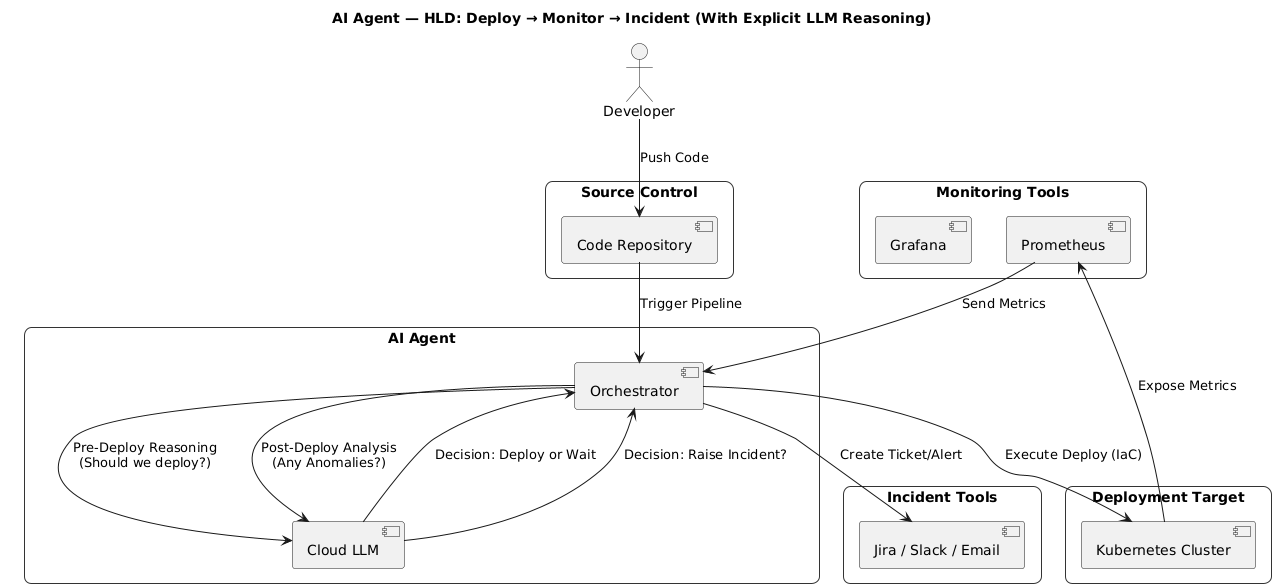 AI Agent — HLD: Deploy → Monitor → Incident (With Explicit LLM Reasoning)
Developer
Push Code
Source Control
Code Repository
Monitoring Tools
Grafana
Prometheus
Trigger Pipeline
Send Metrics
AI Agent
Orchestrator
Expose Metrics
Pre-Deploy Reasoning
(Should we deploy?)
Post-Deploy Analysis
(Any Anomalies?)
Decision: Deploy or Wait
Decision: Raise Incident?
Create Ticket/Alert
Execute Deploy (IaC)
Cloud LLM
Incident Tools
Jira / Slack / Email
Deployment Target
Kubernetes Cluster